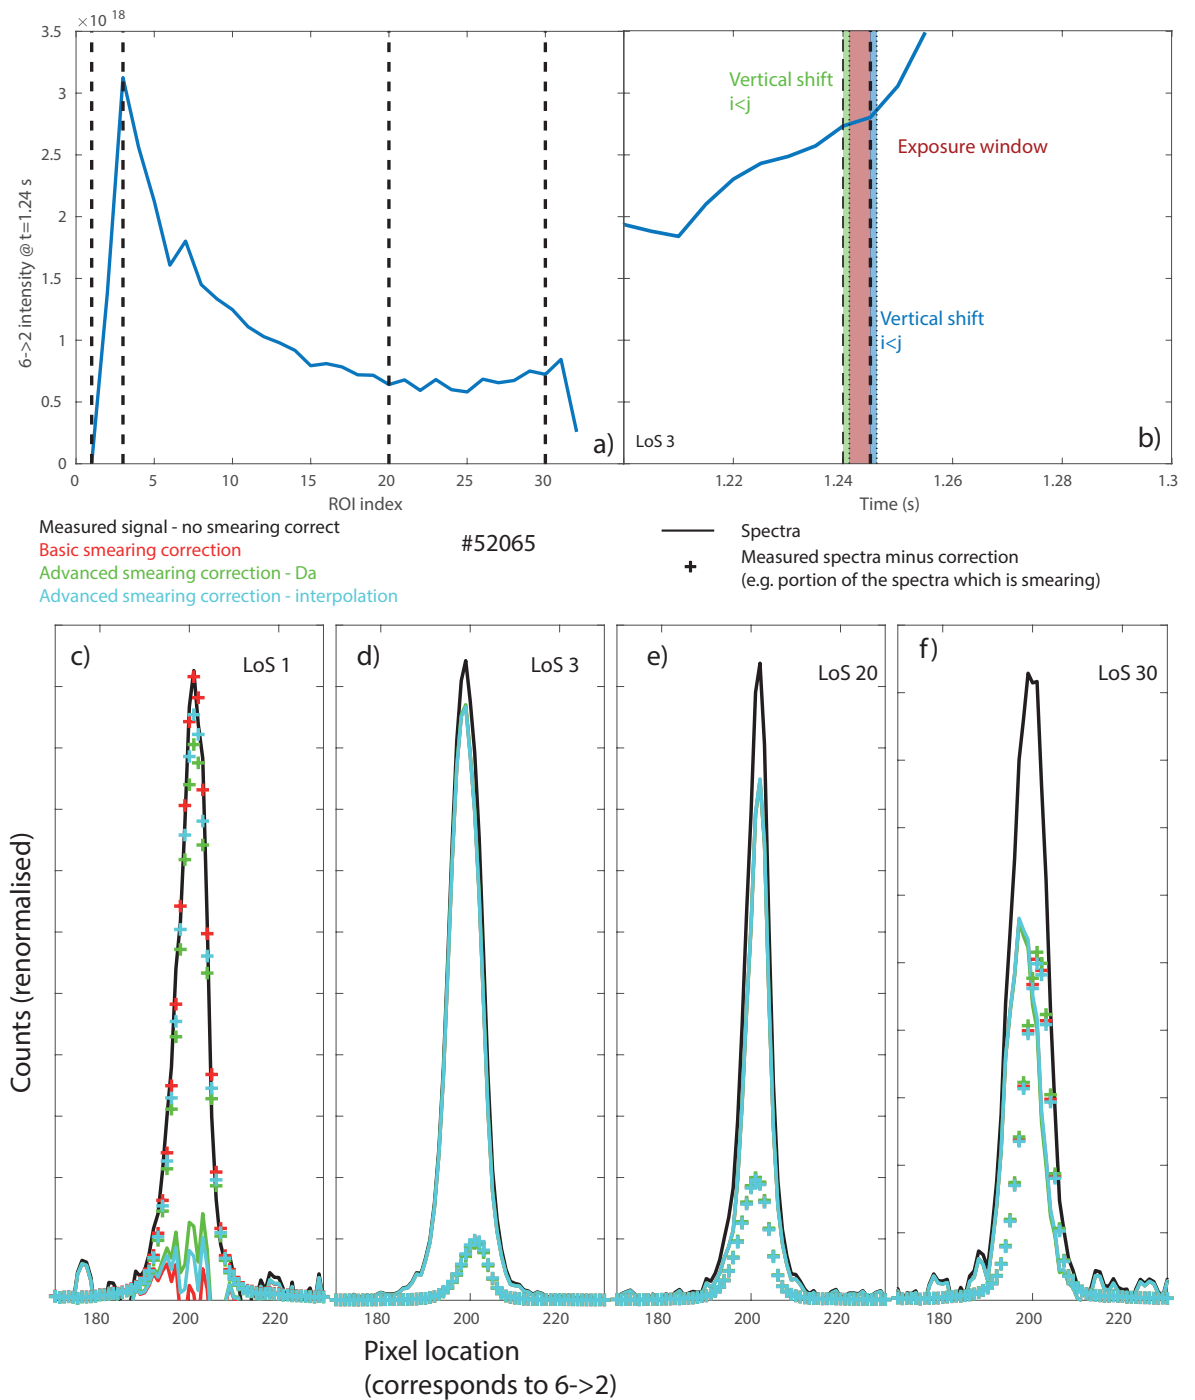 ×10 18
3.5
3
2.5
2
1.5
1
0.5
0
6->2 intensity @ t=1.24 s
0
5
10
15
20
25
30
ROI index
a)
Vertical shift
i<j
Exposure window
Vertical shift
i<j
LoS 3
b)
1.22
1.24
1.26
1.28
1.3
Time (s)
Measured signal - no smearing correct
Basic smearing correction
Advanced smearing correction - Da
Advanced smearing correction - interpolation
#52065
Spectra
Measured spectra minus correction
(e.g. portion of the spectra which is smearing)
c)
LoS 1
d)
LoS 3
e)
LoS 20
f)
LoS 30
Counts (renormalised)
180
200
220
180
200
220
180
200
220
180
200
220
Pixel location
(corresponds to 6->2)